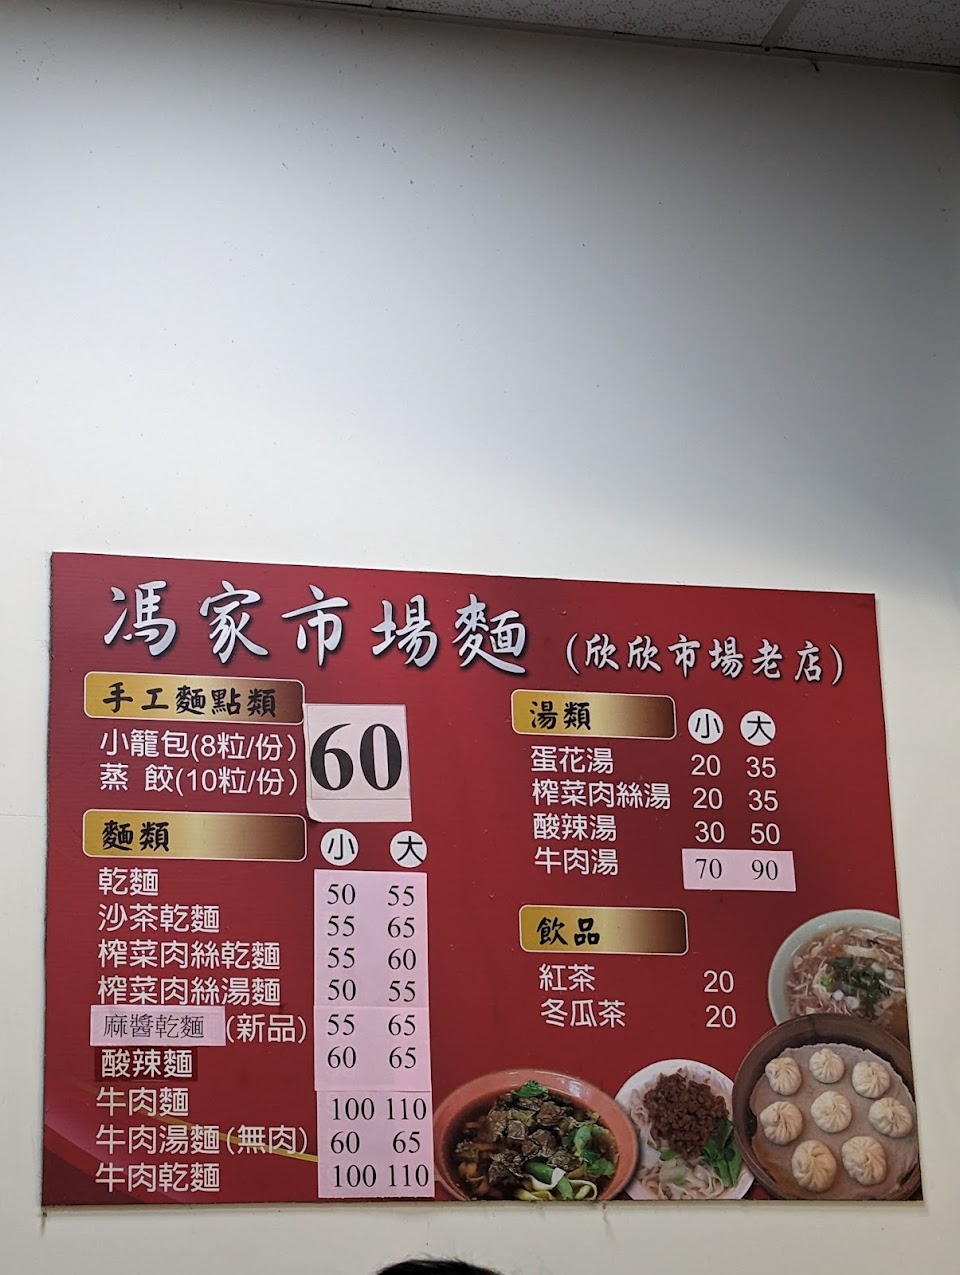 馮家市場麵 (欣欣市場老店)
手工麵點類
小籠包(8粒/份)
蒸 餃(10粒/份)
60
麵類 小 大
乾麵 50 55
沙茶乾麵 55 65
榨菜肉絲乾麵 55 60
榨菜肉絲湯麵 50 55
麻醬乾麵 (新品) 55 65
酸辣麵 60 65
牛肉麵 100 110
牛肉湯麵(無肉) 60 65
牛肉乾麵 100 110
湯類 小 大
蛋花湯 20 35
榨菜肉絲湯 20 35
酸辣湯 30 50
牛肉湯 70 90
飲品
紅茶 20
冬瓜茶 20